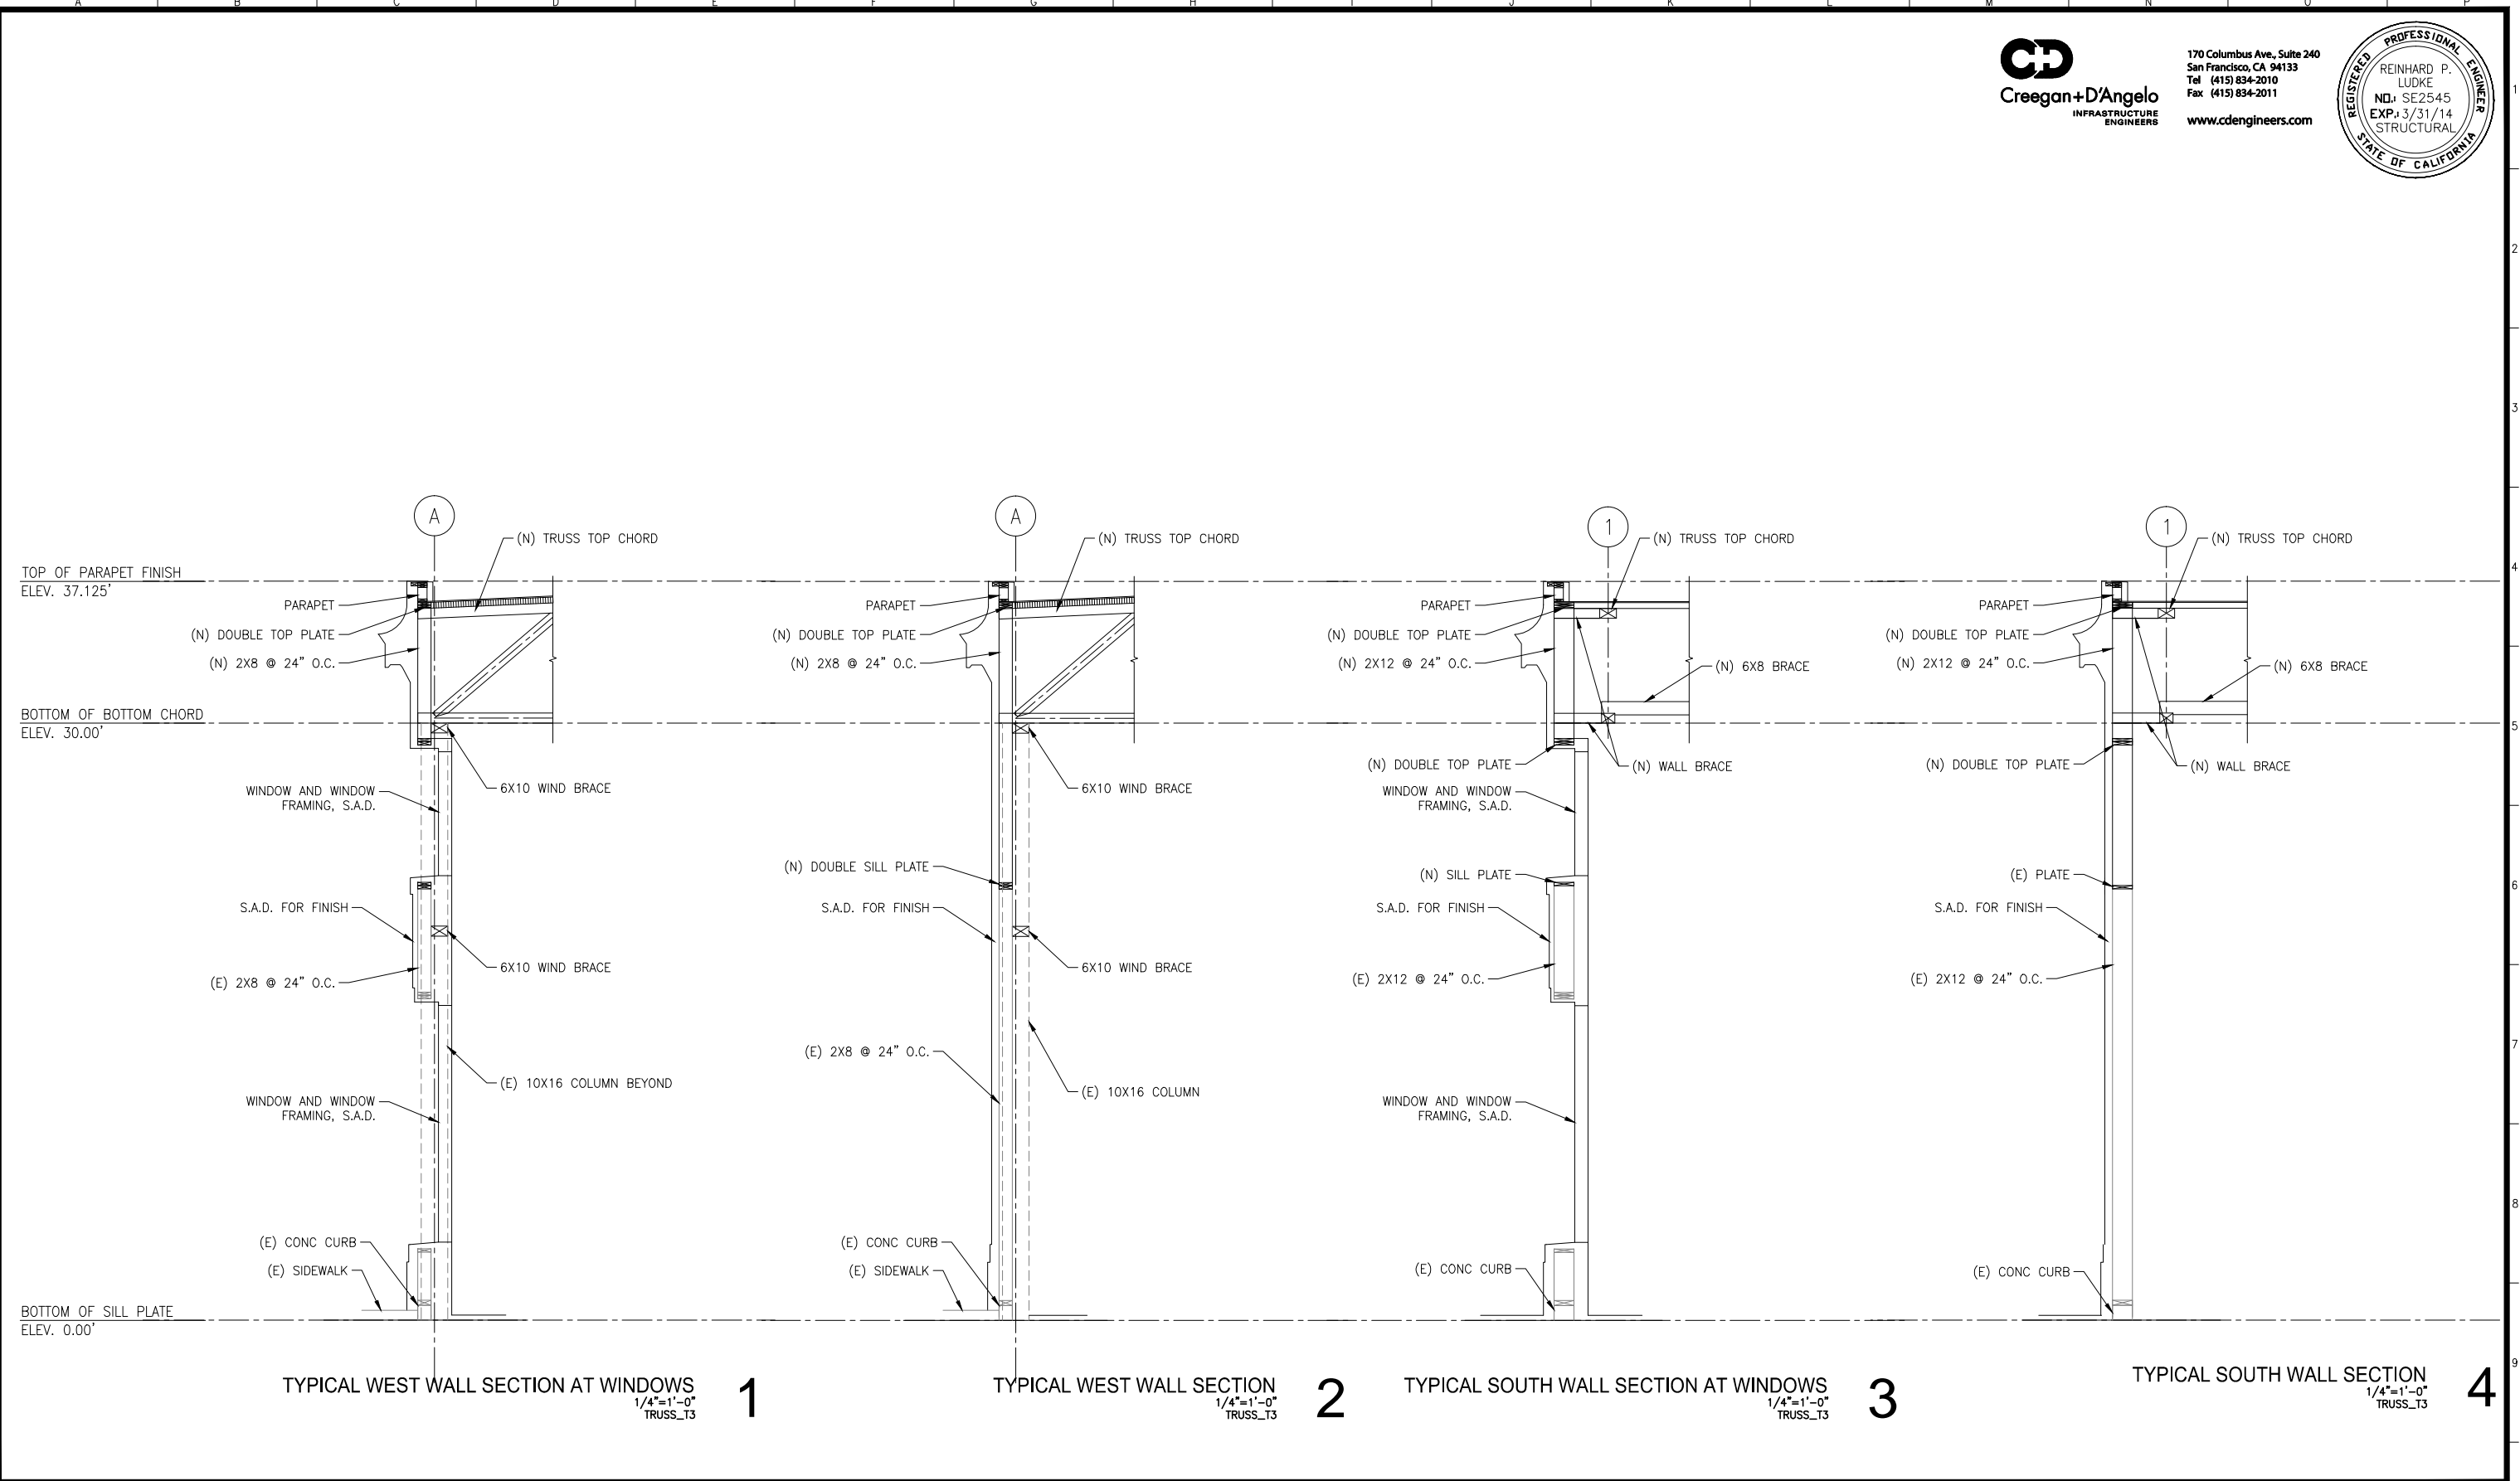 A B C D E F G H J K L M N O P
Creegan+D'Angelo
INFRASTRUCTURE
ENGINEERS
170 Columbus Ave., Suite 240
San Francisco, CA 94133
Tel (415) 834-2010
Fax (415) 834-2011
www.cdengineers.com
REGISTERED PROFESSIONAL ENGINEER
REINHARD P.
LUDKE
NO.: SE2545
EXP.: 3/31/14
STRUCTURAL
STATE OF CALIFORNIA
1
2
3
4
5
6
7
8
9
TOP OF PARAPET FINISH
ELEV. 37.125'
BOTTOM OF BOTTOM CHORD
ELEV. 30.00'
BOTTOM OF SILL PLATE
ELEV. 0.00'
A
(N) TRUSS TOP CHORD
PARAPET
(N) DOUBLE TOP PLATE
(N) 2X8 @ 24" O.C.
WINDOW AND WINDOW
FRAMING, S.A.D.
6X10 WIND BRACE
S.A.D. FOR FINISH
6X10 WIND BRACE
(E) 2X8 @ 24" O.C.
(E) 10X16 COLUMN BEYOND
WINDOW AND WINDOW
FRAMING, S.A.D.
(E) CONC CURB
(E) SIDEWALK
TYPICAL WEST WALL SECTION AT WINDOWS
1/4"=1'-0"
TRUSS_T3
1
A
(N) TRUSS TOP CHORD
PARAPET
(N) DOUBLE TOP PLATE
(N) 2X8 @ 24" O.C.
6X10 WIND BRACE
(N) DOUBLE SILL PLATE
S.A.D. FOR FINISH
6X10 WIND BRACE
(E) 2X8 @ 24" O.C.
(E) 10X16 COLUMN
(E) CONC CURB
(E) SIDEWALK
TYPICAL WEST WALL SECTION
1/4"=1'-0"
TRUSS_T3
2
1
(N) TRUSS TOP CHORD
PARAPET
(N) DOUBLE TOP PLATE
(N) 2X12 @ 24" O.C.
(N) 6X8 BRACE
(N) DOUBLE TOP PLATE
(N) WALL BRACE
WINDOW AND WINDOW
FRAMING, S.A.D.
(N) SILL PLATE
S.A.D. FOR FINISH
(E) 2X12 @ 24" O.C.
WINDOW AND WINDOW
FRAMING, S.A.D.
(E) CONC CURB
TYPICAL SOUTH WALL SECTION AT WINDOWS
1/4"=1'-0"
TRUSS_T3
3
1
(N) TRUSS TOP CHORD
PARAPET
(N) DOUBLE TOP PLATE
(N) 2X12 @ 24" O.C.
(N) 6X8 BRACE
(N) DOUBLE TOP PLATE
(N) WALL BRACE
(E) PLATE
S.A.D. FOR FINISH
(E) 2X12 @ 24" O.C.
(E) CONC CURB
TYPICAL SOUTH WALL SECTION
1/4"=1'-0"
TRUSS_T3
4